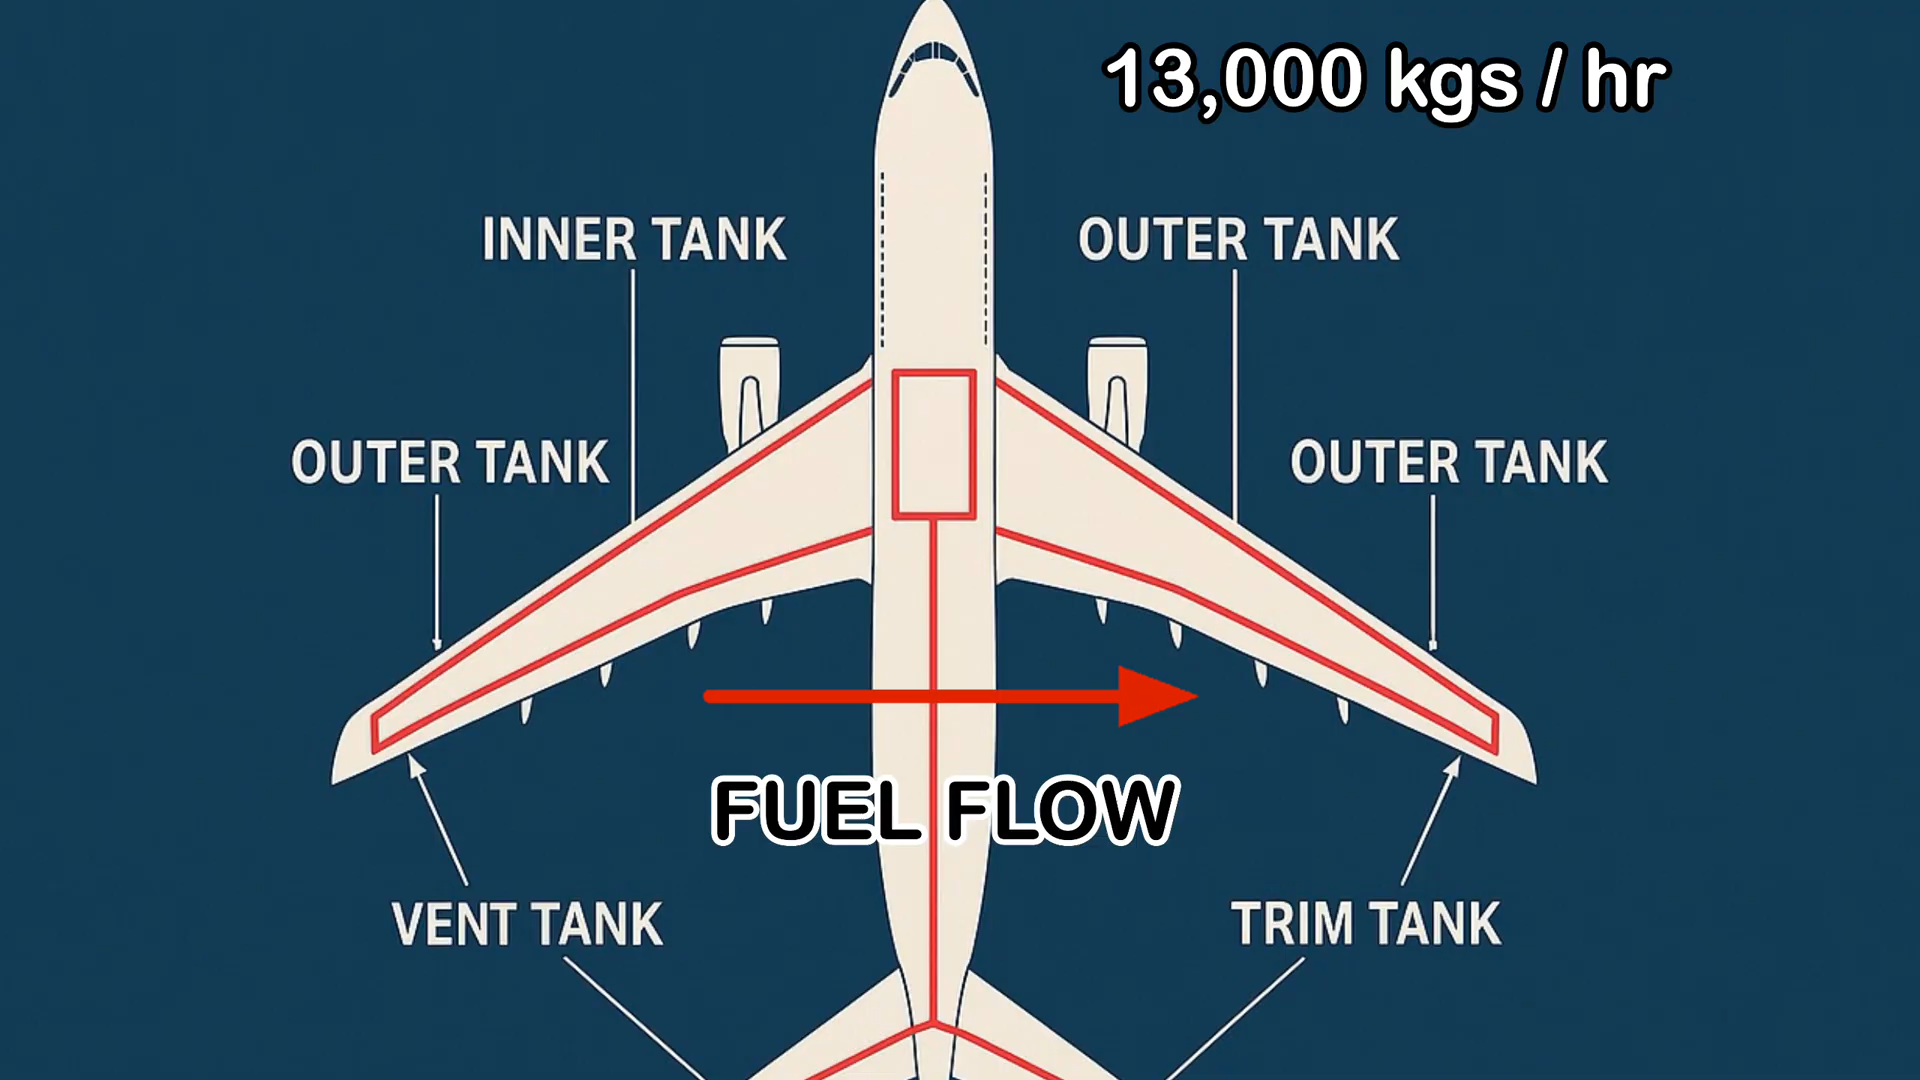 13,000 kgs / hr
INNER TANK
OUTER TANK
OUTER TANK
OUTER TANK
FUEL FLOW
VENT TANK
TRIM TANK